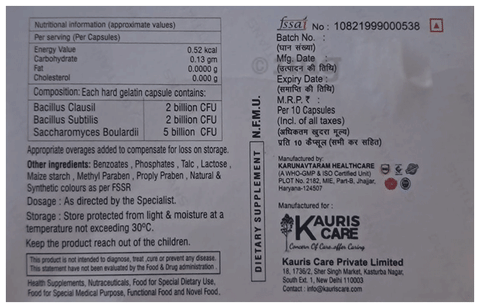 Nutritional information (approximate values)
Per serving (Per Capsules)
Energy Value 0.52 kcal
Carbohydrate 0.13 gm
Fat 0.0000 g
Cholesterol 0.000 g
Composition: Each hard gelatin capsule contains:
Bacillus Clausii 2 billion CFU
Bacillus Subtilis 2 billion CFU
Saccharomyces Boulardii 5 billion CFU
Appropriate overages added to compensate for loss on storage.
Other ingredients: Benzoates , Phosphates , Talc , Lactose ,
Maize starch , Methyl Paraben , Proply Praben , Natural &
Synthetic colours as per FSSR
Dosage : As directed by the Specialist.
Storage : Store protected from light & moisture at a
temperature not exceeding 30ºC.
Keep the product reach out of the children.
This product is not intended to diagnose, treat ,cure or prevent any disease.
This statement have not been evaluated by the Food & Drug administration
Health Supplements, Nutraceuticals, Food for Special Dietary Use,
Food for Special Medical Purpose, Functional Food and Novel Food,
DIETARY SUPPLEMENT N.F.M.U.
fssai No : 10821999000538
Batch No. :
(घान संख्या)
Mfg. Date :
(उत्पादन की तिथि)
Expiry Date :
(समाप्ति की तिथि)
M.R.P. ₹ :
Per 10 Capsules
(Incl. of all taxes)
(अधिकतम खुदरा मूल्य)
प्रति 10 कैप्सूल (सभी कर सहित)
Manufactured by:
KARUNAVTARAM HEALTHCARE
(A WHO-GMP & ISO Certified Unit)
PLOT No. 2182, MIE, Part-B, Jhajjar,
Haryana-124507
Manufactured for :
KAURIS
CARE
Concern Of Care After Caring
Kauris Care Private Limited
18, 1736/2, Sher Singh Market, Kasturba Nagar,
South Ext. 1, New Delhi 110003
Contact : info@kauriscare.com